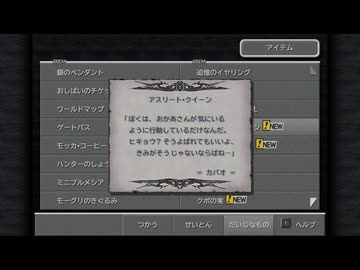 アイテム
ITEM
ITEM
銀のペンダント
追憶のイヤリング
おしばいのチケッ
ワールドマップ
ゲートパス
ン
NEW
モッキ・コーヒー
NEW
ハンターのしょう
ミニブルメシア
モーグリのきぐるみ
クポの実
NEW
アスリート・クイーン
「ぼくは、おかあさんが気にいる
ように行動しているだけなんだ。
ヒキョウ？そうよばれてもいいよ、
きみがそうじゃないならばね─」
= カパオ =
つかう
せいとん
だいじなもの
ヘルプ